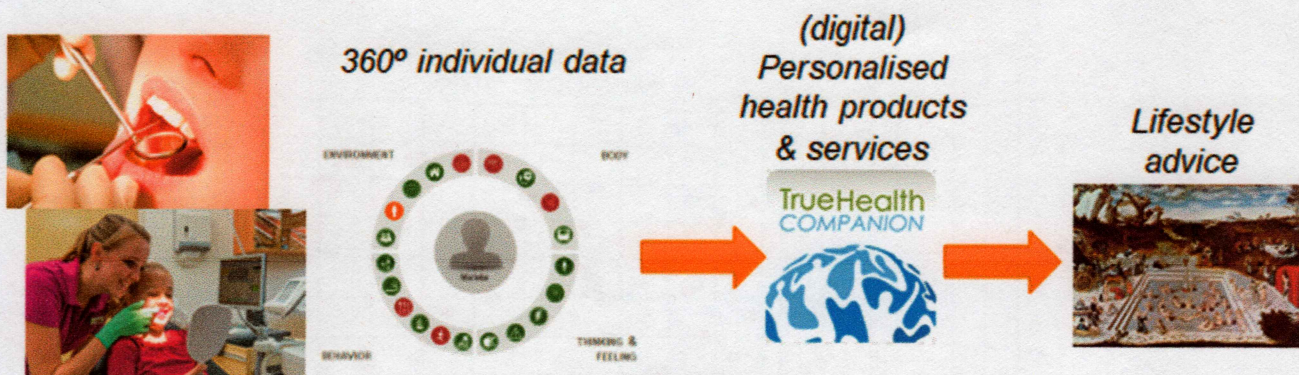 360º individual data
ENVIRONMENT
BODY
BEHAVIOR
THINKING &
FEELING
(digital)
Personalised
health products
& services
TrueHealth
COMPANION
Lifestyle
advice